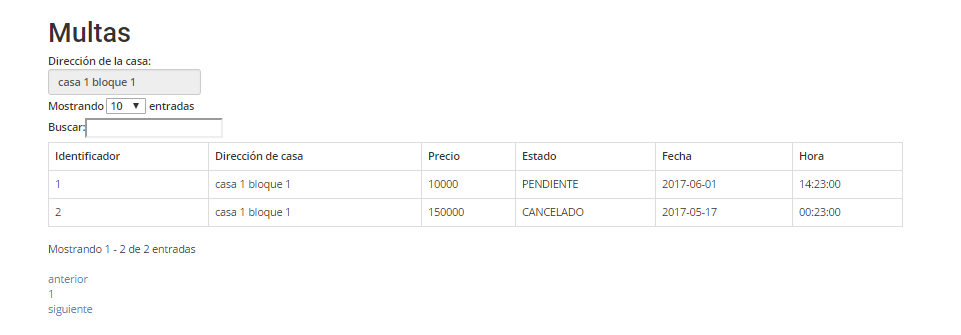 Multas
Dirección de la casa:
casa 1 bloque 1
Mostrando 10 entradas
Buscar:
Identificador Dirección de casa Precio Estado Fecha Hora
1 casa 1 bloque 1 10000 PENDIENTE 2017-06-01 14:23:00
2 casa 1 bloque 1 150000 CANCELADO 2017-05-17 00:23:00
Mostrando 1 - 2 de 2 entradas
anterior
1
siguiente